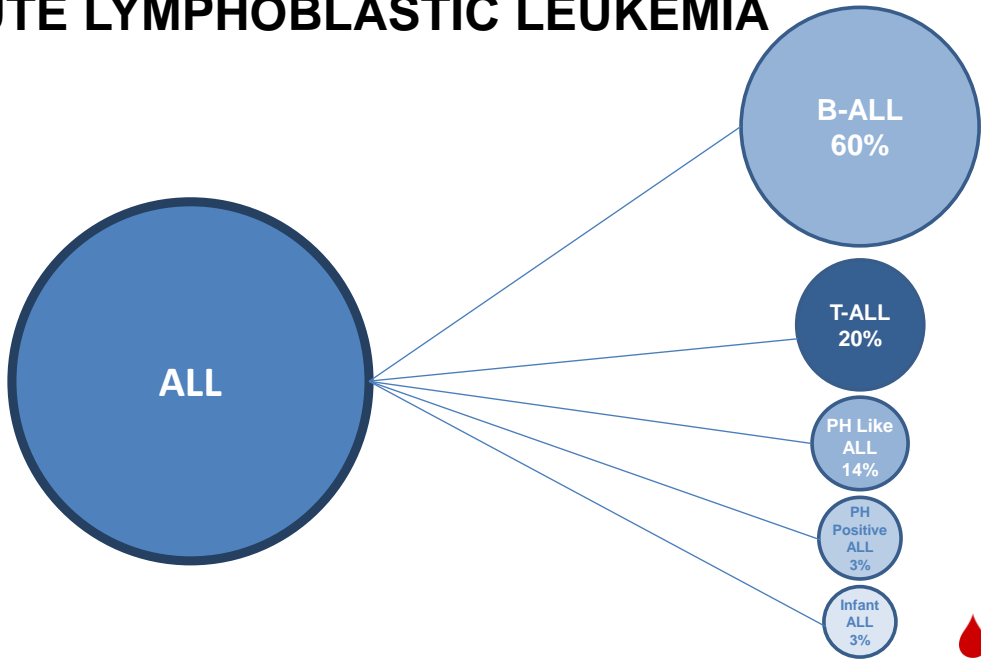 UTE LYMPHOBLASTIC LEUKEMIA
B-ALL
60%
ALL
T-ALL
20%
PH Like
ALL
14%
PH
Positive
ALL
3%
Infant
ALL
3%